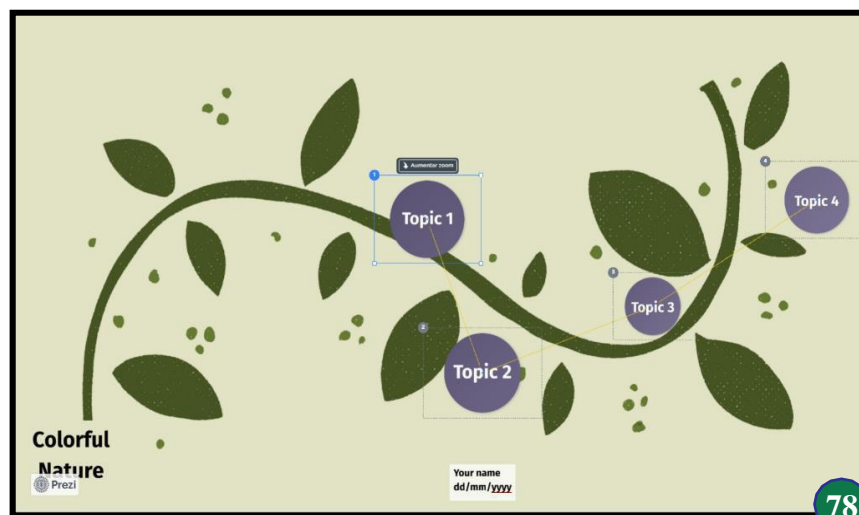 4
Aumentar zoom
1
Topic 1
Topic 4
3
Topic 3
2
Topic 2
Colorful
Nature
Prezi
Your name
dd/mm/yyyy
78